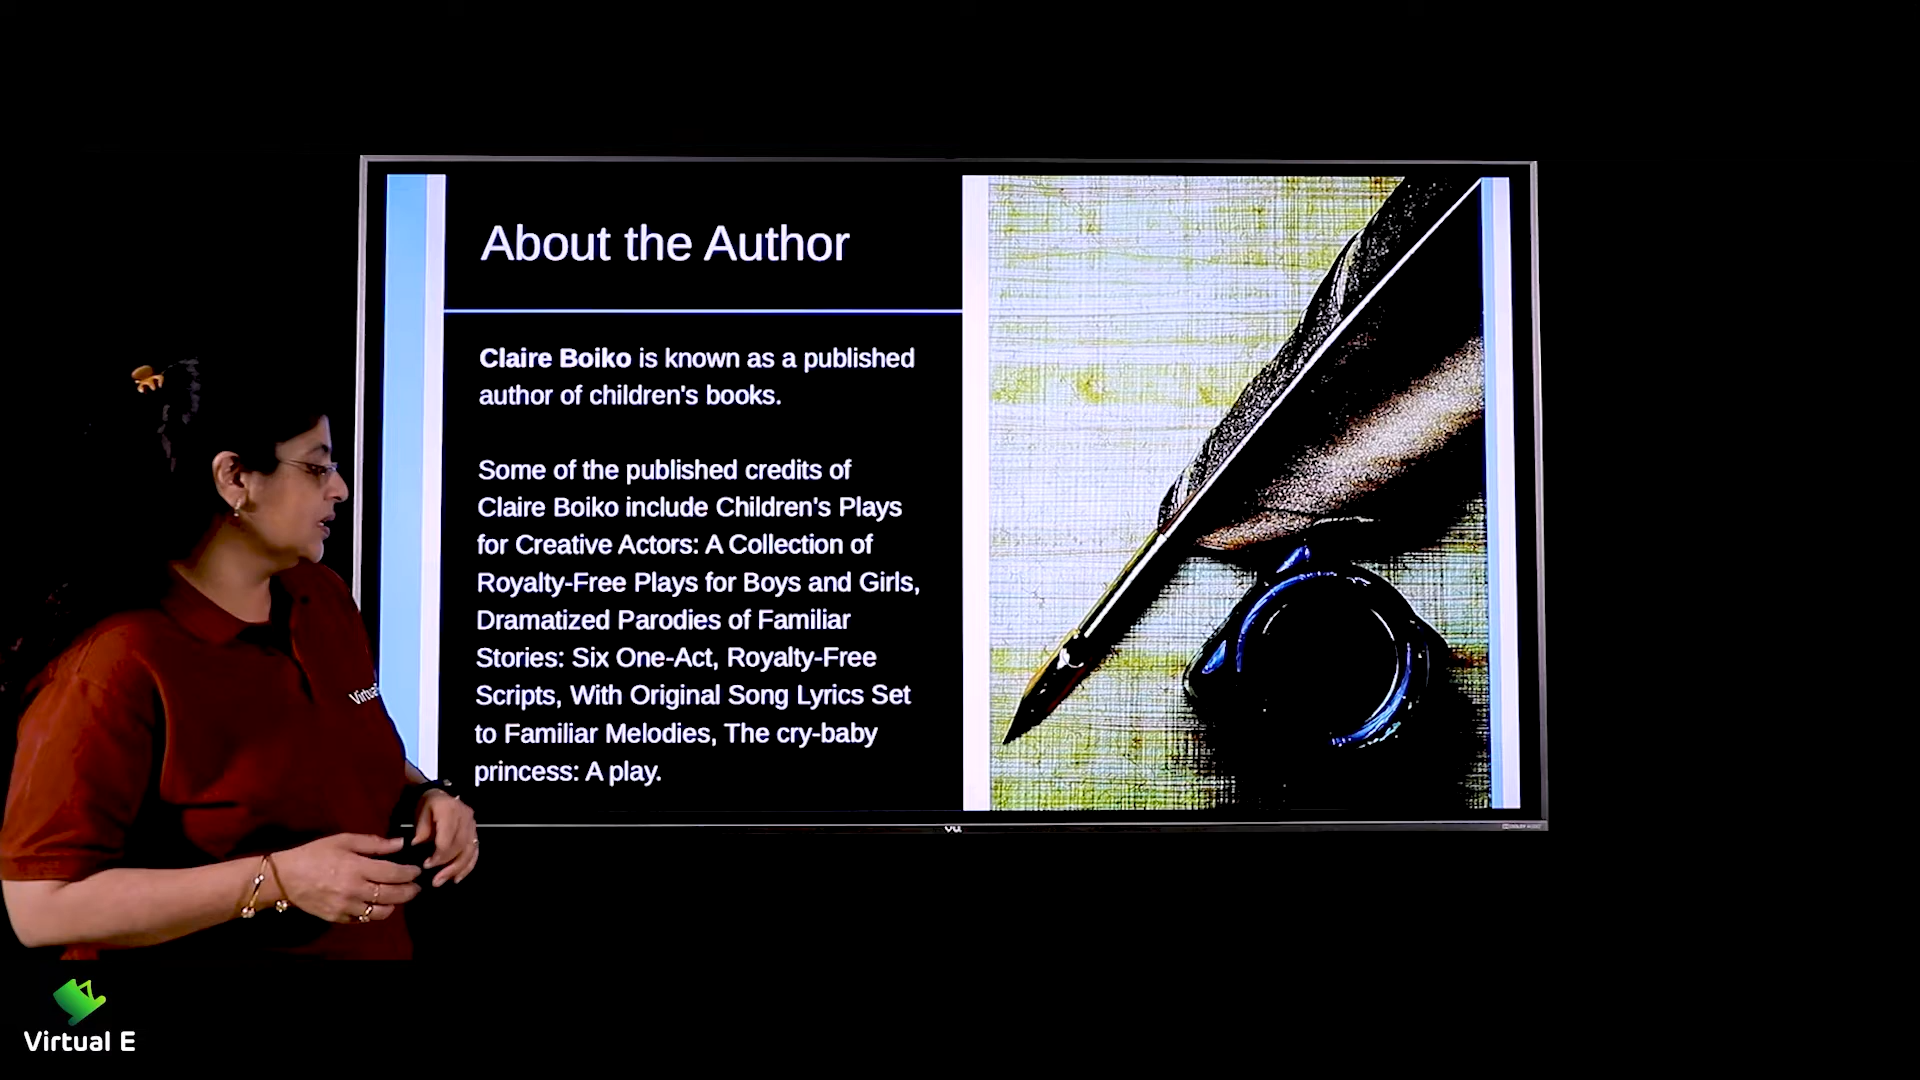 About the Author
Claire Boiko is known as a published
author of children's books.
Some of the published credits of
Claire Boiko include Children's Plays
for Creative Actors: A Collection of
Royalty-Free Plays for Boys and Girls,
Dramatized Parodies of Familiar
Stories: Six One-Act, Royalty-Free
Scripts, With Original Song Lyrics Set
to Familiar Melodies, The cry-baby
princess: A play.
Virtual E